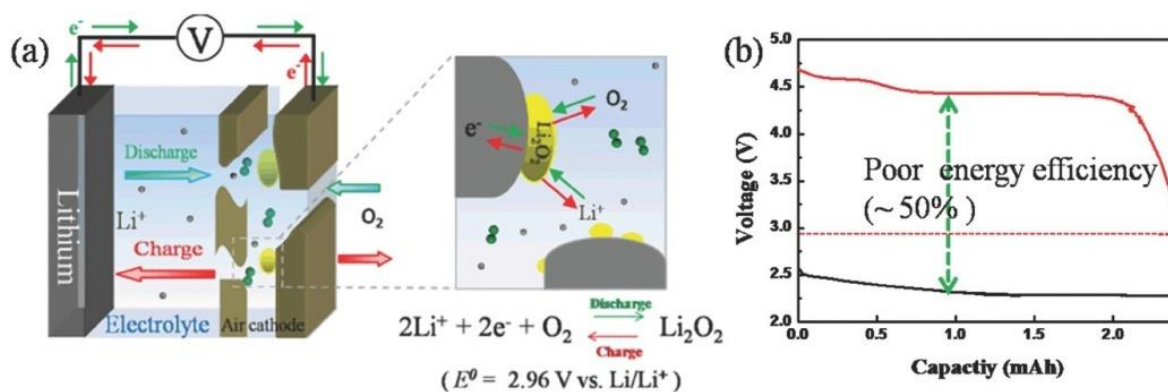 (a)
e-
V
e-
Lithium
Discharge
Li+
Charge
O2
Electrolyte
Air cathode
O2
e-
Li2O2
Li+
2Li+ + 2e- + O2 Discharge Charge Li2O2
( E0 = 2.96 V vs. Li/Li+ )
(b)
5.0
4.5
4.0
3.5
3.0
2.5
2.0
Voltage (V)
Poor energy efficiency
(~ 50% )
0.0 0.5 1.0 1.5 2.0
Capactiy (mAh)